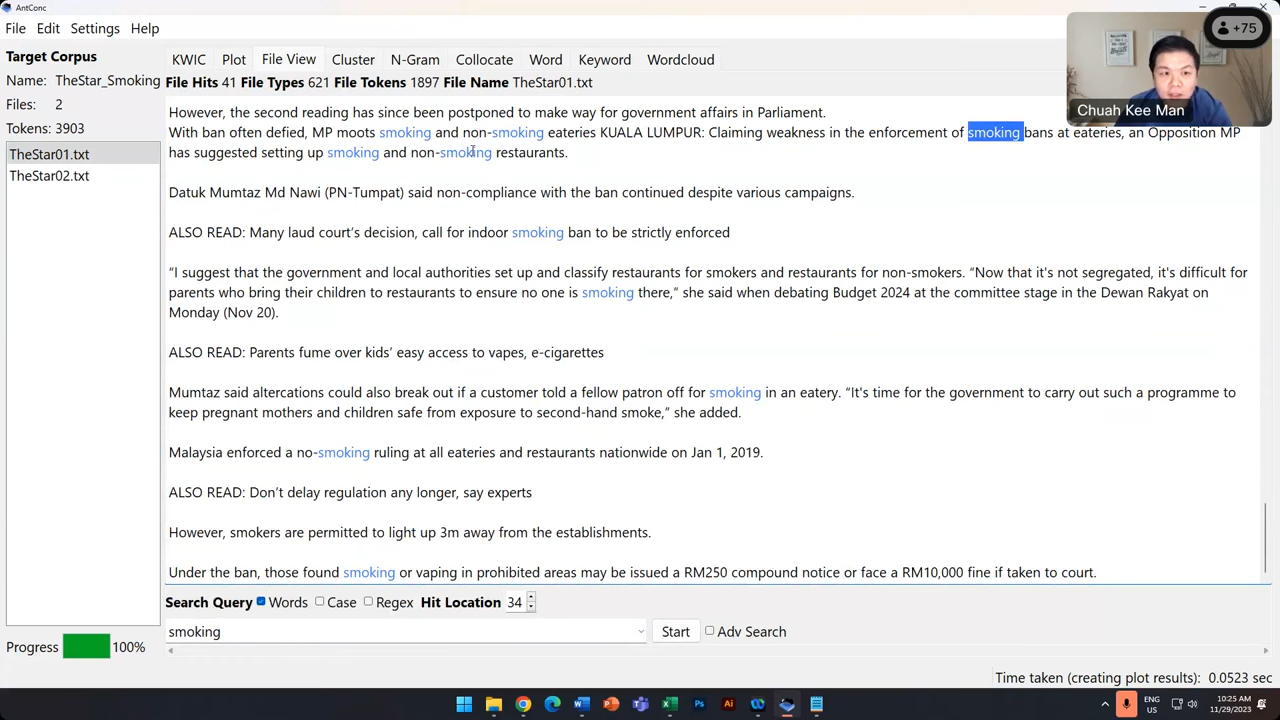 AntConc
+75
File Edit Settings Help
Target Corpus
Name: TheStar_Smoking
Files: 2
Tokens: 3903
TheStar01.txt
TheStar02.txt
Progress 100%
KWIC Plot File View Cluster N-Gram Collocate Word Keyword Wordcloud
Chuah Kee Man
File Hits 41 File Types 621 File Tokens 1897 File Name TheStar01.txt
However, the second reading has since been postponed to make way for government affairs in Parliament.
With ban often defied, MP moots smoking and non-smoking eateries KUALA LUMPUR: Claiming weakness in the enforcement of smoking bans at eateries, an Opposition MP
has suggested setting up smoking and non-smoking restaurants.
Datuk Mumtaz Md Nawi (PN-Tumpat) said non-compliance with the ban continued despite various campaigns.
ALSO READ: Many laud court’s decision, call for indoor smoking ban to be strictly enforced
“I suggest that the government and local authorities set up and classify restaurants for smokers and restaurants for non-smokers. “Now that it's not segregated, it's difficult for
parents who bring their children to restaurants to ensure no one is smoking there,” she said when debating Budget 2024 at the committee stage in the Dewan Rakyat on
Monday (Nov 20).
ALSO READ: Parents fume over kids’ easy access to vapes, e-cigarettes
Mumtaz said altercations could also break out if a customer told a fellow patron off for smoking in an eatery. “It's time for the government to carry out such a programme to
keep pregnant mothers and children safe from exposure to second-hand smoke,” she added.
Malaysia enforced a no-smoking ruling at all eateries and restaurants nationwide on Jan 1, 2019.
ALSO READ: Don’t delay regulation any longer, say experts
However, smokers are permitted to light up 3m away from the establishments.
Under the ban, those found smoking or vaping in prohibited areas may be issued a RM250 compound notice or face a RM10,000 fine if taken to court.
Search Query Words Case Regex Hit Location 34
smoking Start Adv Search
Time taken (creating plot results): 0.0523 sec
ENG
US
10:25 AM
11/29/2023